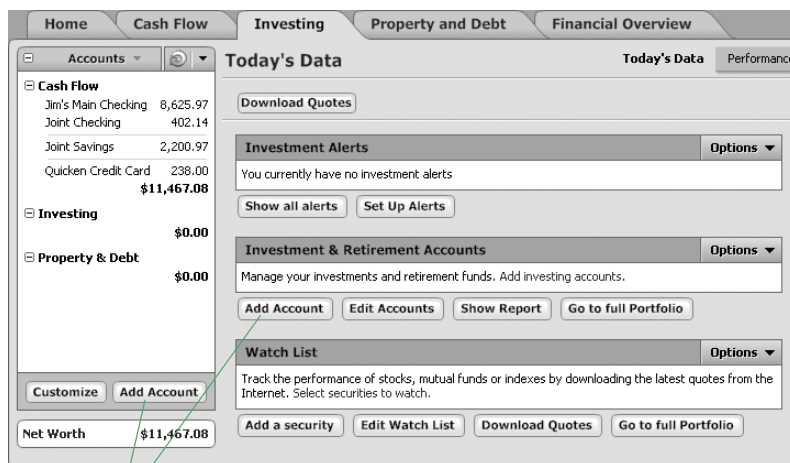 Home Cash Flow Investing Property and Debt Financial Overview
Accounts
Cash Flow
Jim's Main Checking 8,625.97
Joint Checking 402.14
Joint Savings 2,200.97
Quicken Credit Card 238.00
$11,467.08
Investing
$0.00
Property & Debt
$0.00
Customize Add Account
Net Worth $11,467.08
Today's Data Today's Data Performanc
Download Quotes
Investment Alerts Options
You currently have no investment alerts
Show all alerts Set Up Alerts
Investment & Retirement Accounts Options
Manage your investments and retirement funds. Add investing accounts.
Add Account Edit Accounts Show Report Go to full Portfolio
Watch List Options
Track the performance of stocks, mutual funds or indexes by downloading the latest quotes from the
Internet. Select securities to watch.
Add a security Edit Watch List Download Quotes Go to full Portfolio